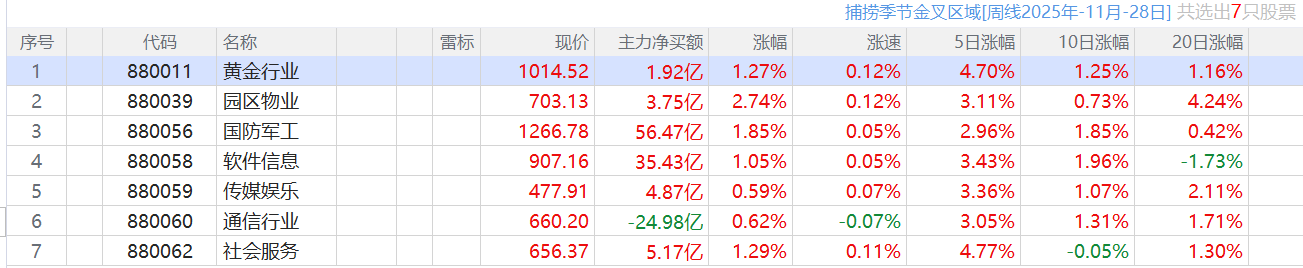 捕捞季节金叉区域[周线2025年-11月-28日] 共选出7只股票
序号 代码 名称 雷标 现价 主力净买额 涨幅 涨速 5日涨幅 10日涨幅 20日涨幅
1 880011 黄金行业 1014.52 1.92亿 1.27% 0.12% 4.70% 1.25% 1.16%
2 880039 园区物业 703.13 3.75亿 2.74% 0.12% 3.11% 0.73% 4.24%
3 880056 国防军工 1266.78 56.47亿 1.85% 0.05% 2.96% 1.85% 0.42%
4 880058 软件信息 907.16 35.43亿 1.05% 0.05% 3.43% 1.96% -1.73%
5 880059 传媒娱乐 477.91 4.87亿 0.59% 0.07% 3.36% 1.07% 2.11%
6 880060 通信行业 660.20 -24.98亿 0.62% -0.07% 3.05% 1.31% 1.71%
7 880062 社会服务 656.37 5.17亿 1.29% 0.11% 4.77% -0.05% 1.30%